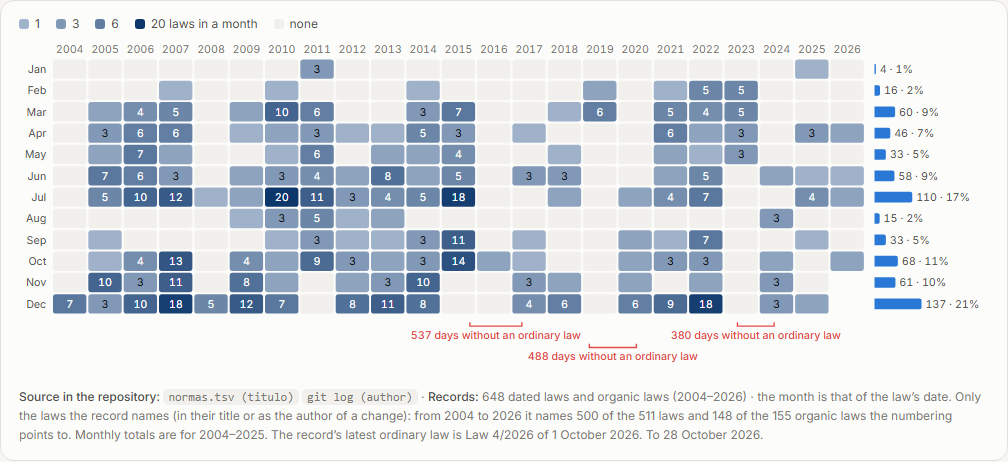 1 3 6 20 laws in a month none
2004 2005 2006 2007 2008 2009 2010 2011 2012 2013 2014 2015 2016 2017 2018 2019 2020 2021 2022 2023 2024 2025 2026
Jan 3 4 · 1%
Feb 5 5 16 · 2%
Mar 4 5 10 6 3 7 6 5 4 5 60 · 9%
Apr 3 6 6 3 5 3 6 3 3 46 · 7%
May 7 6 4 3 33 · 5%
Jun 7 6 3 3 4 8 5 3 3 5 58 · 9%
Jul 5 10 12 20 11 3 4 5 18 4 7 4 110 · 17%
Aug 3 5 3 15 · 2%
Sep 3 3 11 7 33 · 5%
Oct 4 13 4 9 3 3 14 3 3 68 · 11%
Nov 10 3 11 8 3 10 3 3 61 · 10%
Dec 7 3 10 18 5 12 7 8 11 8 4 6 6 9 18 3 137 · 21%
537 days without an ordinary law 380 days without an ordinary law
488 days without an ordinary law
Source in the repository: normas.tsv (titulo) git log (author) · Records: 648 dated laws and organic laws (2004–2026) · the month is that of the law's date. Only
the laws the record names (in their title or as the author of a change): from 2004 to 2026 it names 500 of the 511 laws and 148 of the 155 organic laws the numbering
points to. Monthly totals are for 2004–2025. The record's latest ordinary law is Law 4/2026 of 1 October 2026. To 28 October 2026.